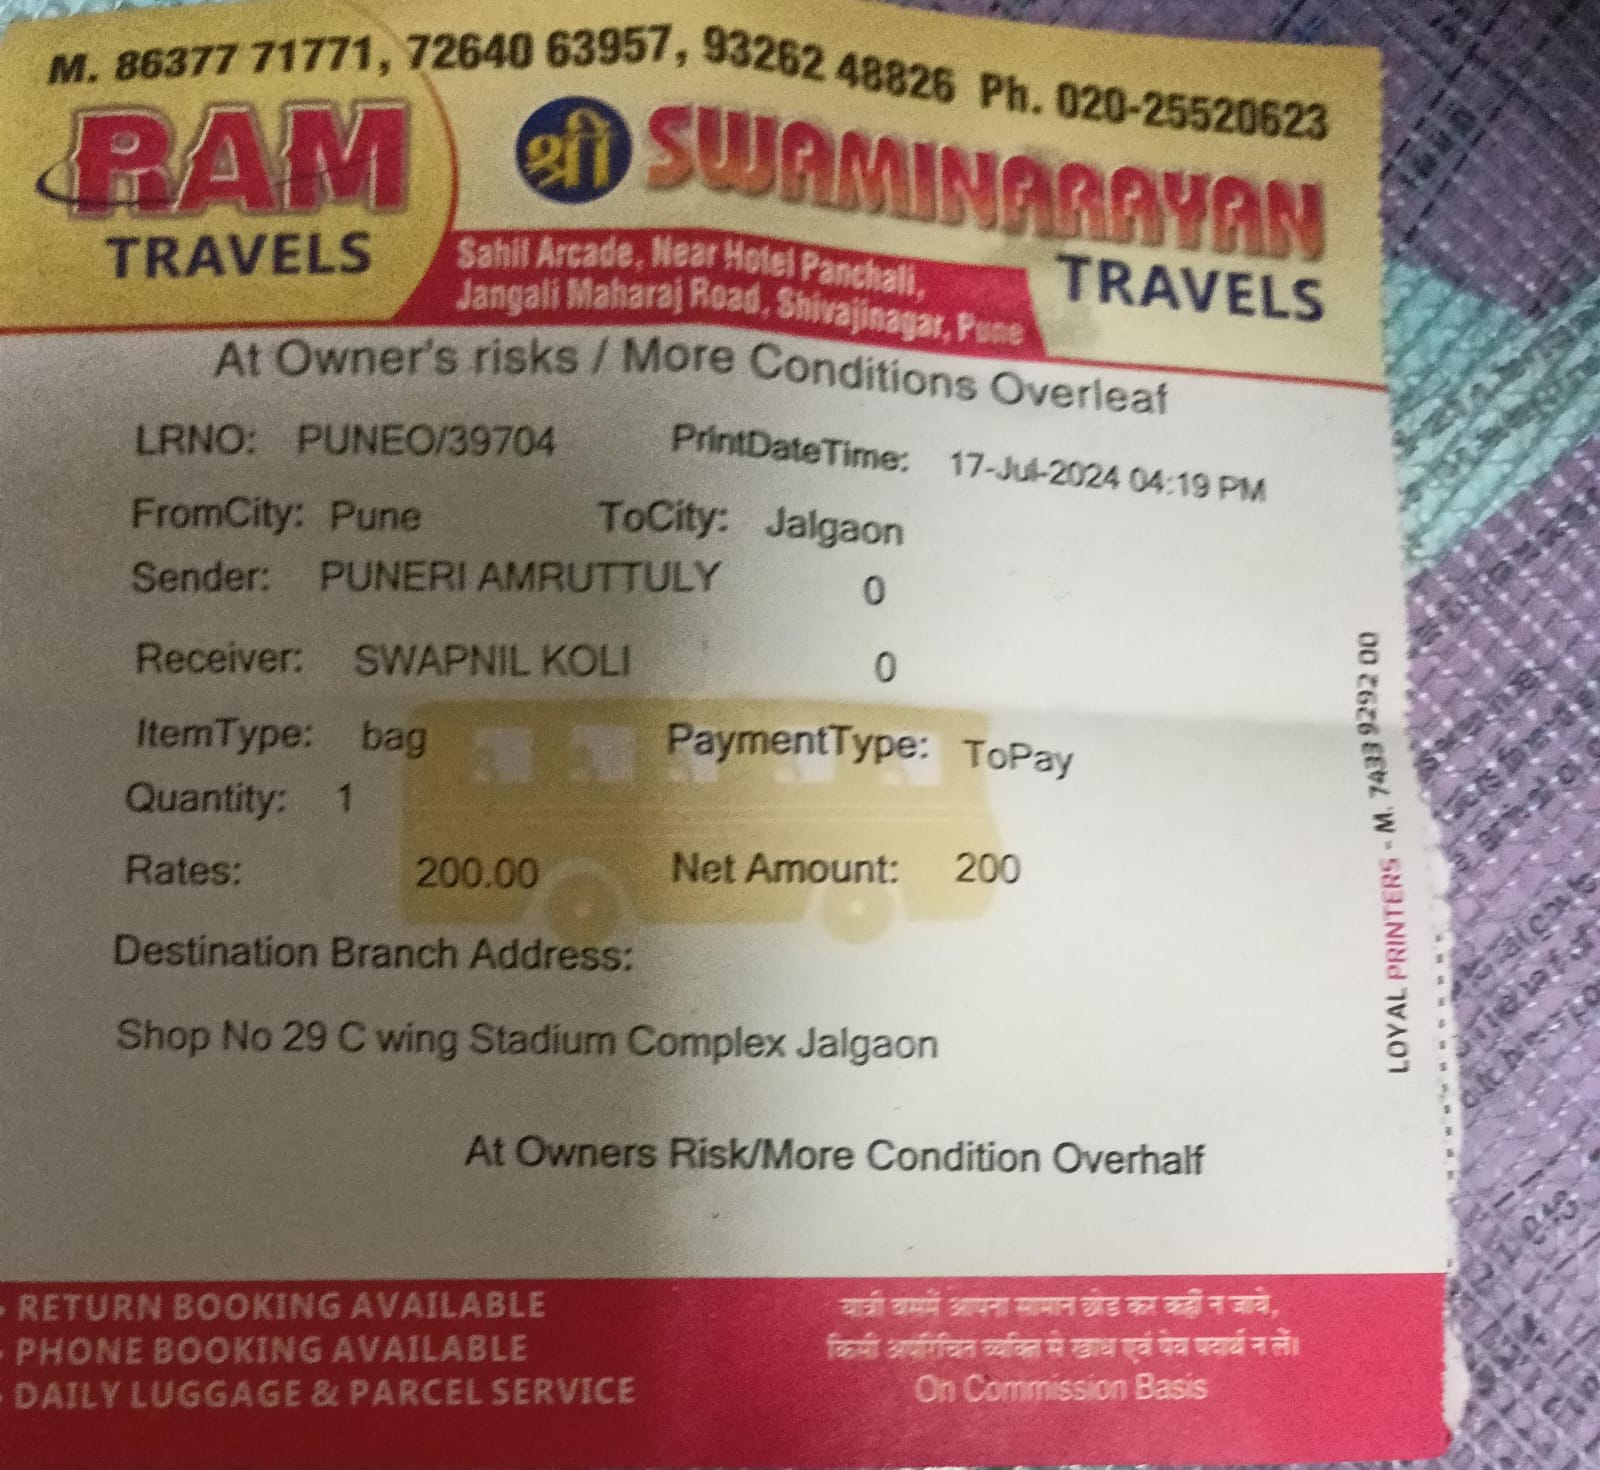 M. 86377 71771, 72640 63957, 93262 48826 Ph. 020-25520623
RAM
TRAVELS
श्री SWAMINARAYAN
TRAVELS
Sahil Arcade, Near Hotel Panchali,
Jangali Maharaj Road, Shivajinagar, Pune
At Owner's risks / More Conditions Overleaf
LRNO: PUNEO/39704 PrintDateTime: 17-Jul-2024 04:19 PM
FromCity: Pune ToCity: Jalgaon
Sender: PUNERI AMRUTTULY 0
Receiver: SWAPNIL KOLI 0
ItemType: bag PaymentType: ToPay
Quantity: 1
Rates: 200.00 Net Amount: 200
Destination Branch Address:
Shop No 29 C wing Stadium Complex Jalgaon
At Owners Risk/More Condition Overhalf
LOYAL PRINTERS - M. 7433 9292 00
RETURN BOOKING AVAILABLE
PHONE BOOKING AVAILABLE
DAILY LUGGAGE & PARCEL SERVICE
यात्री बसमें आपना सामान छोड कर कहीं न जावे,
किसी अपरिचित व्यक्ति से खाध एवं पेय पदार्थ न लें।
On Commission Basis